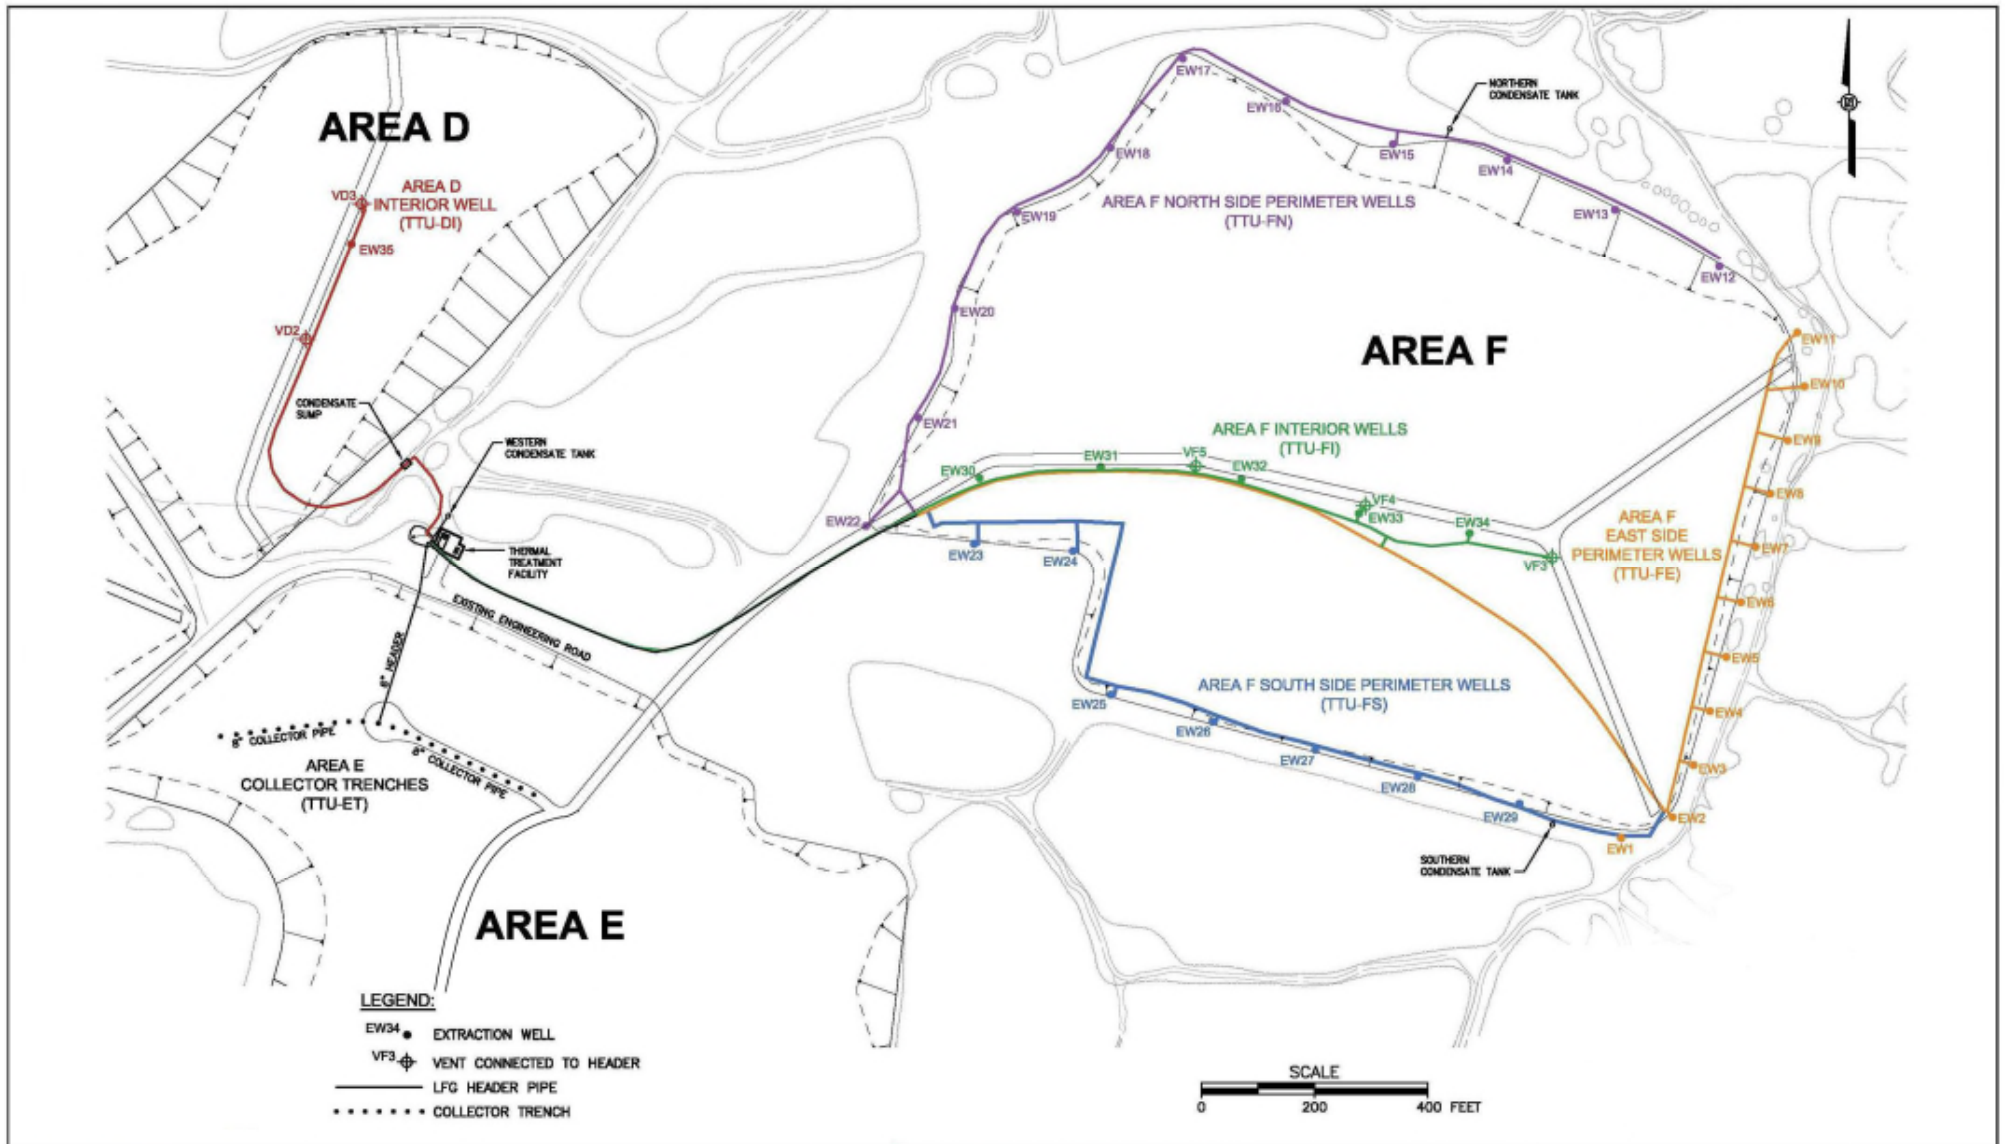 AREA D
AREA D
INTERIOR WELL
(TTU-DI)
VD3
EW35
VD2
CONDENSATE
SUMP
WESTERN
CONDENSATE TANK
THERMAL
TREATMENT
FACILITY
EXISTING ENGINEERING ROAD
6" HEADER
8" COLLECTOR PIPE
8" COLLECTOR PIPE
AREA E
COLLECTOR TRENCHES
(TTU-ET)
AREA E
EW17
EW16
NORTHERN
CONDENSATE TANK
EW15
EW14
EW18
AREA F NORTH SIDE PERIMETER WELLS
(TTU-FN)
EW19
EW13
EW12
EW20
AREA F
EW21
EW22
AREA F INTERIOR WELLS
(TTU-FI)
EW30
EW31
VF5
EW32
VF4
EW33
EW34
VF3
EW11
EW10
EW9
EW8
AREA F
EAST SIDE
PERIMETER WELLS
(TTU-FE)
EW7
EW6
EW5
EW4
EW3
EW2
EW1
EW23
EW24
AREA F SOUTH SIDE PERIMETER WELLS
(TTU-FS)
EW25
EW26
EW27
EW28
EW29
SOUTHERN
CONDENSATE TANK
LEGEND:
EW34 EXTRACTION WELL
VF3 VENT CONNECTED TO HEADER
LFG HEADER PIPE
COLLECTOR TRENCH
SCALE
0 200 400 FEET